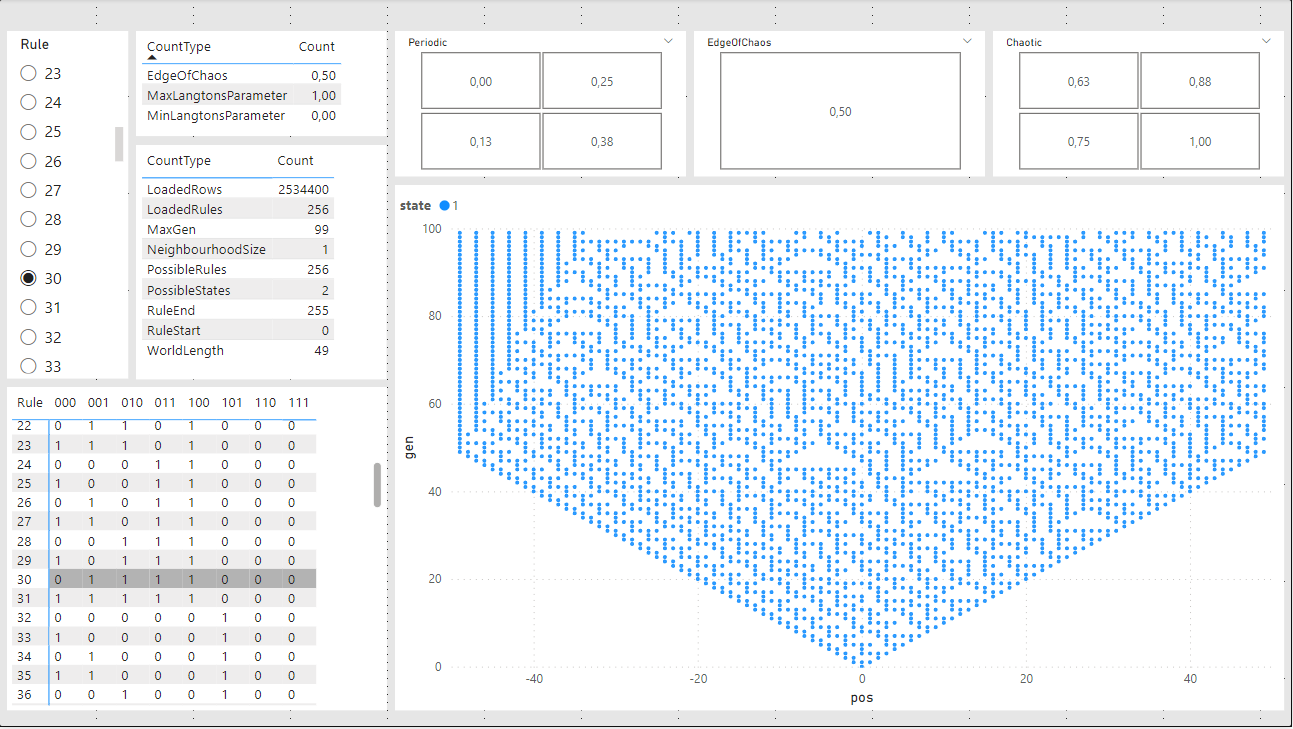 Rule
23
24
25
26
27
28
29
30
31
32
33
CountType Count
EdgeOfChaos 0,50
MaxLangtonsParameter 1,00
MinLangtonsParameter 0,00
CountType Count
LoadedRows 2534400
LoadedRules 256
MaxGen 99
NeighbourhoodSize 1
PossibleRules 256
PossibleStates 2
RuleEnd 255
RuleStart 0
WorldLength 49
Rule 000 001 010 011 100 101 110 111
22 0 1 1 0 1 0 0 0
23 1 1 1 0 1 0 0 0
24 0 0 0 1 1 0 0 0
25 1 0 0 1 1 0 0 0
26 0 1 0 1 1 0 0 0
27 1 1 0 1 1 0 0 0
28 0 0 1 1 1 0 0 0
29 1 0 1 1 1 0 0 0
30 0 1 1 1 1 0 0 0
31 1 1 1 1 1 0 0 0
32 0 0 0 0 0 1 0 0
33 1 0 0 0 0 1 0 0
34 0 1 0 0 0 1 0 0
35 1 1 0 0 0 1 0 0
36 0 0 1 0 0 1 0 0
Periodic
0,00 0,25
0,13 0,38
EdgeOfChaos
0,50
Chaotic
0,63 0,88
0,75 1,00
state 1
100
80
60
40
20
0
gen
-40 -20 0 20 40
pos